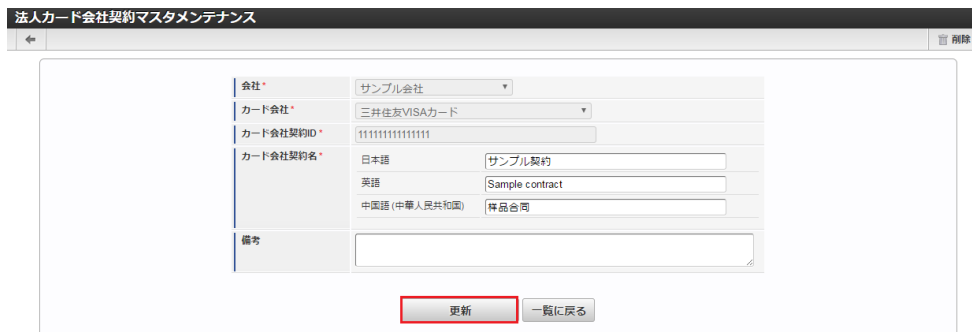 法人カード会社契約マスタメンテナンス
削除
会社* サンプル会社
カード会社* 三井住友VISAカード
カード会社契約ID* 111111111111111
カード会社契約名* 日本語 サンプル契約
英語 Sample contract
中国語 (中華人民共和国) 样品合同
備考
更新 一覧に戻る